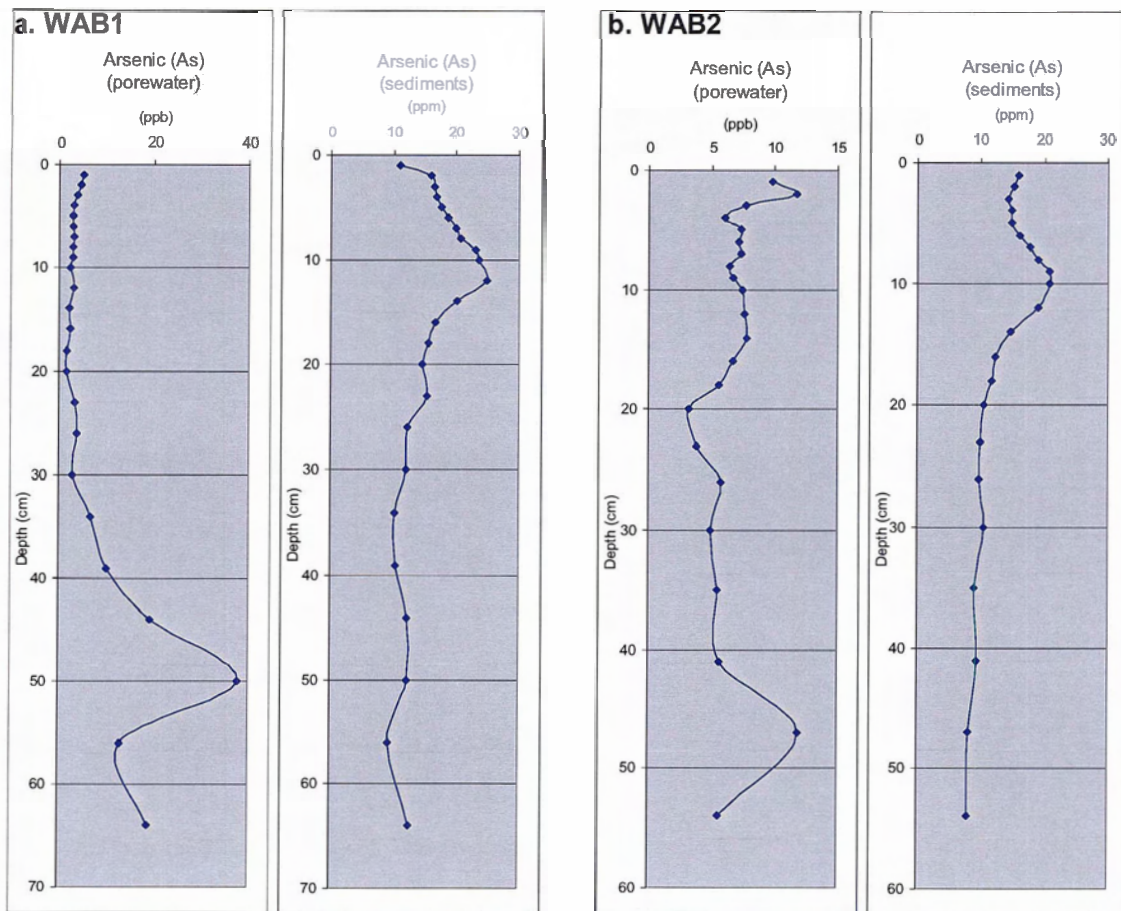 a. WAB1
Arsenic (As)
(porewater)
(ppb)
0 20 40
0
10
20
30
40
50
60
70
Depth (cm)
Arsenic (As)
(sediments)
(ppm)
0 10 20 30
0
10
20
30
40
50
60
70
Depth (cm)
b. WAB2
Arsenic (As)
(porewater)
(ppb)
0 5 10 15
0
10
20
30
40
50
60
Depth (cm)
Arsenic (As)
(sediments)
(ppm)
0 10 20 30
0
10
20
30
40
50
60
Depth (cm)